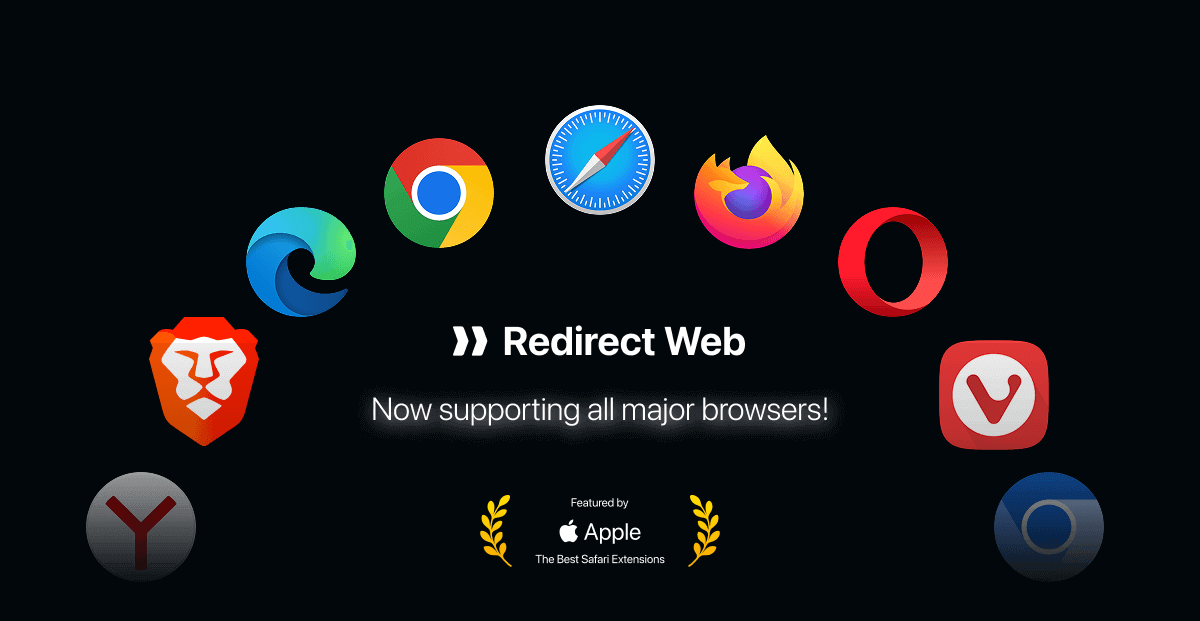 Redirect Web
Now supporting all major browsers!
Featured by
Apple
The Best Safari Extensions